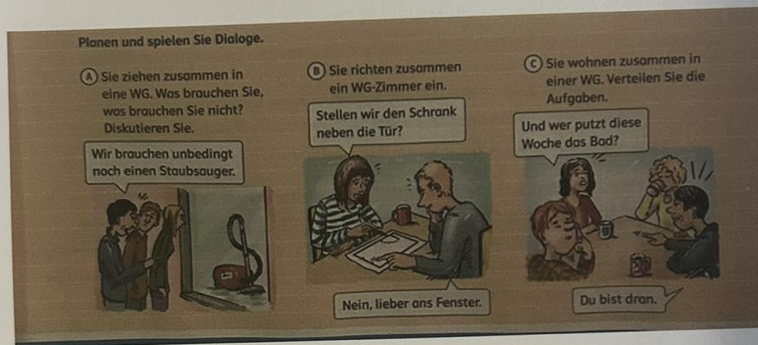 Planen und spielen Sie Dialoge.
A Sie ziehen zusammen in
eine WG. Was brauchen Sie,
was brauchen Sie nicht?
Diskutieren Sie.
Wir brauchen unbedingt
noch einen Staubsauger.
B Sie richten zusammen
ein WG-Zimmer ein.
Stellen wir den Schrank
neben die Tür?
Nein, lieber ans Fenster.
C Sie wohnen zusammen in
einer WG. Verteilen Sie die
Aufgaben.
Und wer putzt diese
Woche das Bad?
Du bist dran.